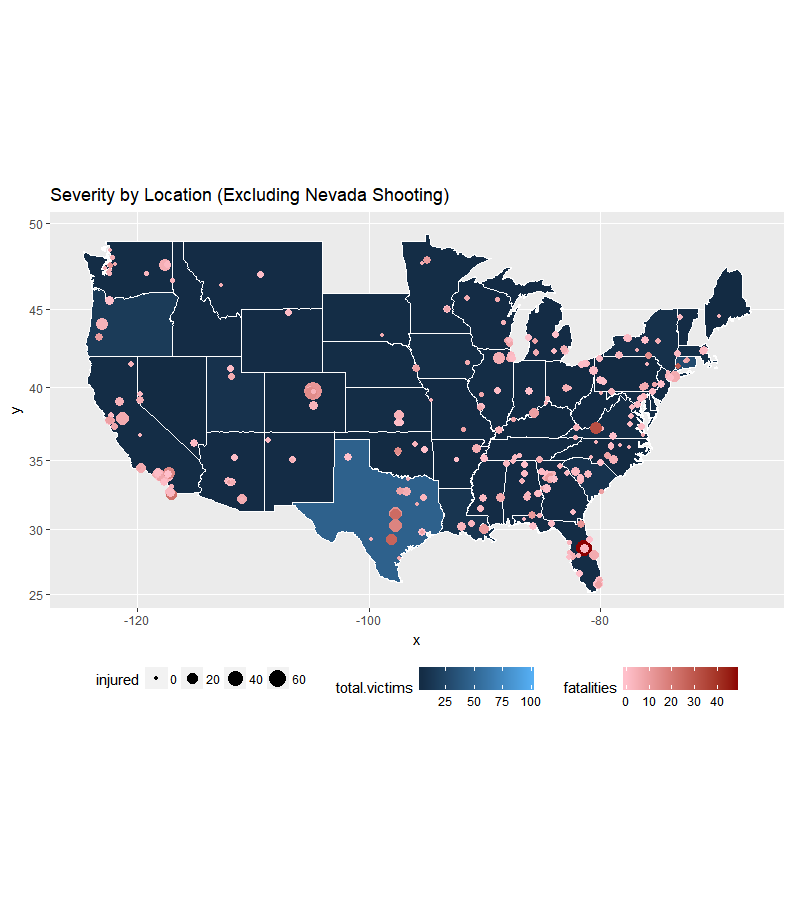 Severity by Location (Excluding Nevada Shooting)
50
45
40
35
30
25
y
-120 -100 -80
x
injured 0 20 40 60
total.victims 25 50 75 100
fatalities 0 10 20 30 40